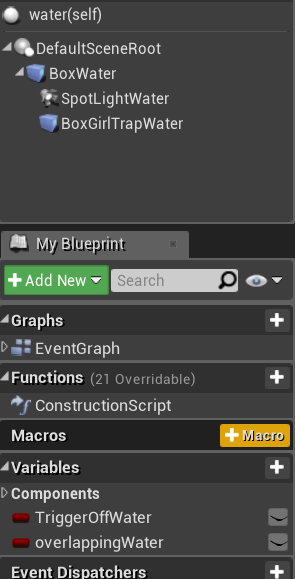 water(self)
DefaultSceneRoot
BoxWater
SpotLightWater
BoxGirlTrapWater
My Blueprint
Add New
Search
Graphs
EventGraph
Functions (21 Overridable)
ConstructionScript
Macros
Macro
Variables
Components
TriggerOffWater
overlappingWater
Event Dispatchers